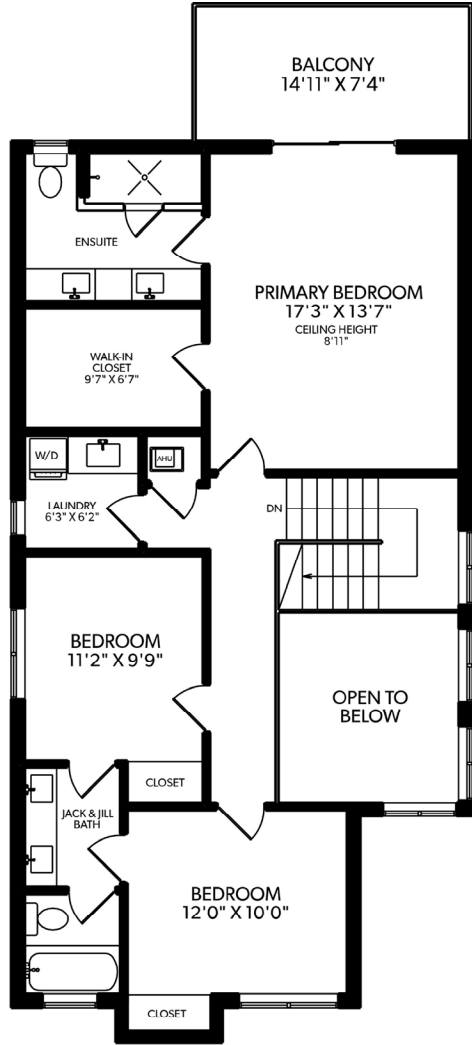 BALCONY
14'11" X 7'4"
ENSUITE
PRIMARY BEDROOM
17'3" X 13'7"
CEILING HEIGHT
8'11"
WALK-IN
CLOSET
9'7" X 6'7"
W/D
AHU
LAUNDRY
6'3" X 6'2"
DN
BEDROOM
11'2" X 9'9"
OPEN TO
BELOW
CLOSET
JACK & JILL
BATH
BEDROOM
12'0" X 10'0"
CLOSET